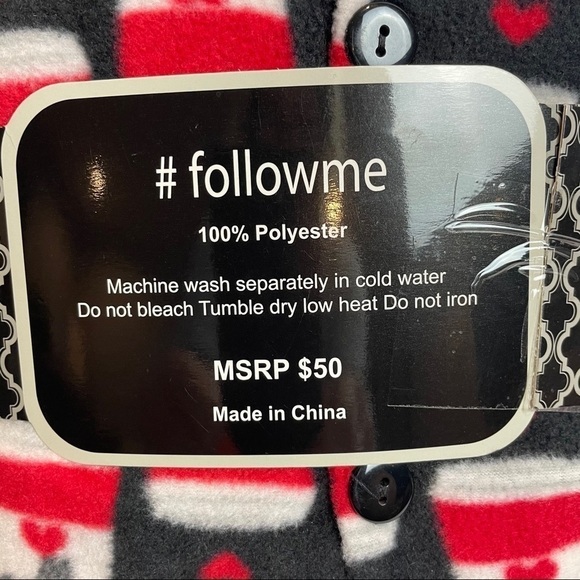 # followme
100% Polyester
Machine wash separately in cold water
Do not bleach Tumble dry low heat Do not iron
MSRP $50
Made in China